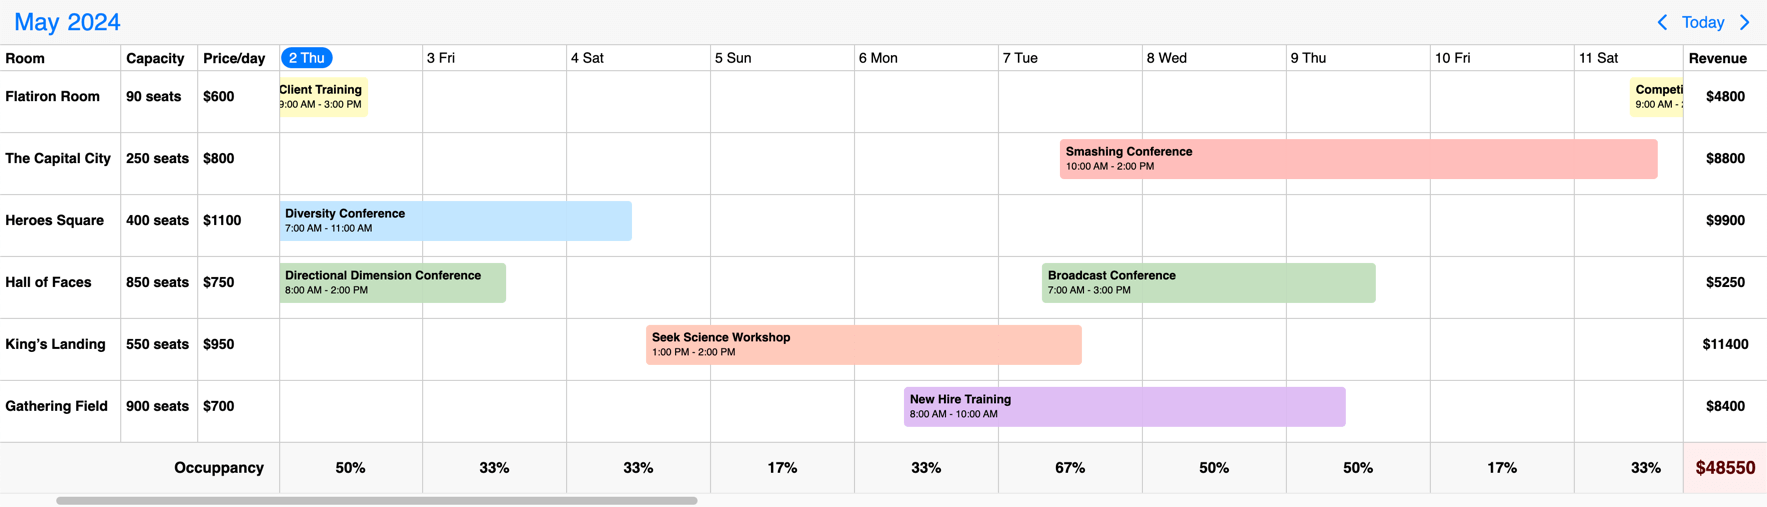 May 2024
Today
Room Capacity Price/day 2 Thu 3 Fri 4 Sat 5 Sun 6 Mon 7 Tue 8 Wed 9 Thu 10 Fri 11 Sat Revenue
Flatiron Room 90 seats $600 $4800
Client Training
9:00 AM - 3:00 PM
Competi
9:00 AM -
The Capital City 250 seats $800 $8800
Smashing Conference
10:00 AM - 2:00 PM
Heroes Square 400 seats $1100 $9900
Diversity Conference
7:00 AM - 11:00 AM
Hall of Faces 850 seats $750 $5250
Directional Dimension Conference
8:00 AM - 2:00 PM
Broadcast Conference
7:00 AM - 3:00 PM
King’s Landing 550 seats $950 $11400
Seek Science Workshop
1:00 PM - 2:00 PM
Gathering Field 900 seats $700 $8400
New Hire Training
8:00 AM - 10:00 AM
Occuppancy 50% 33% 33% 17% 33% 67% 50% 50% 17% 33% $48550